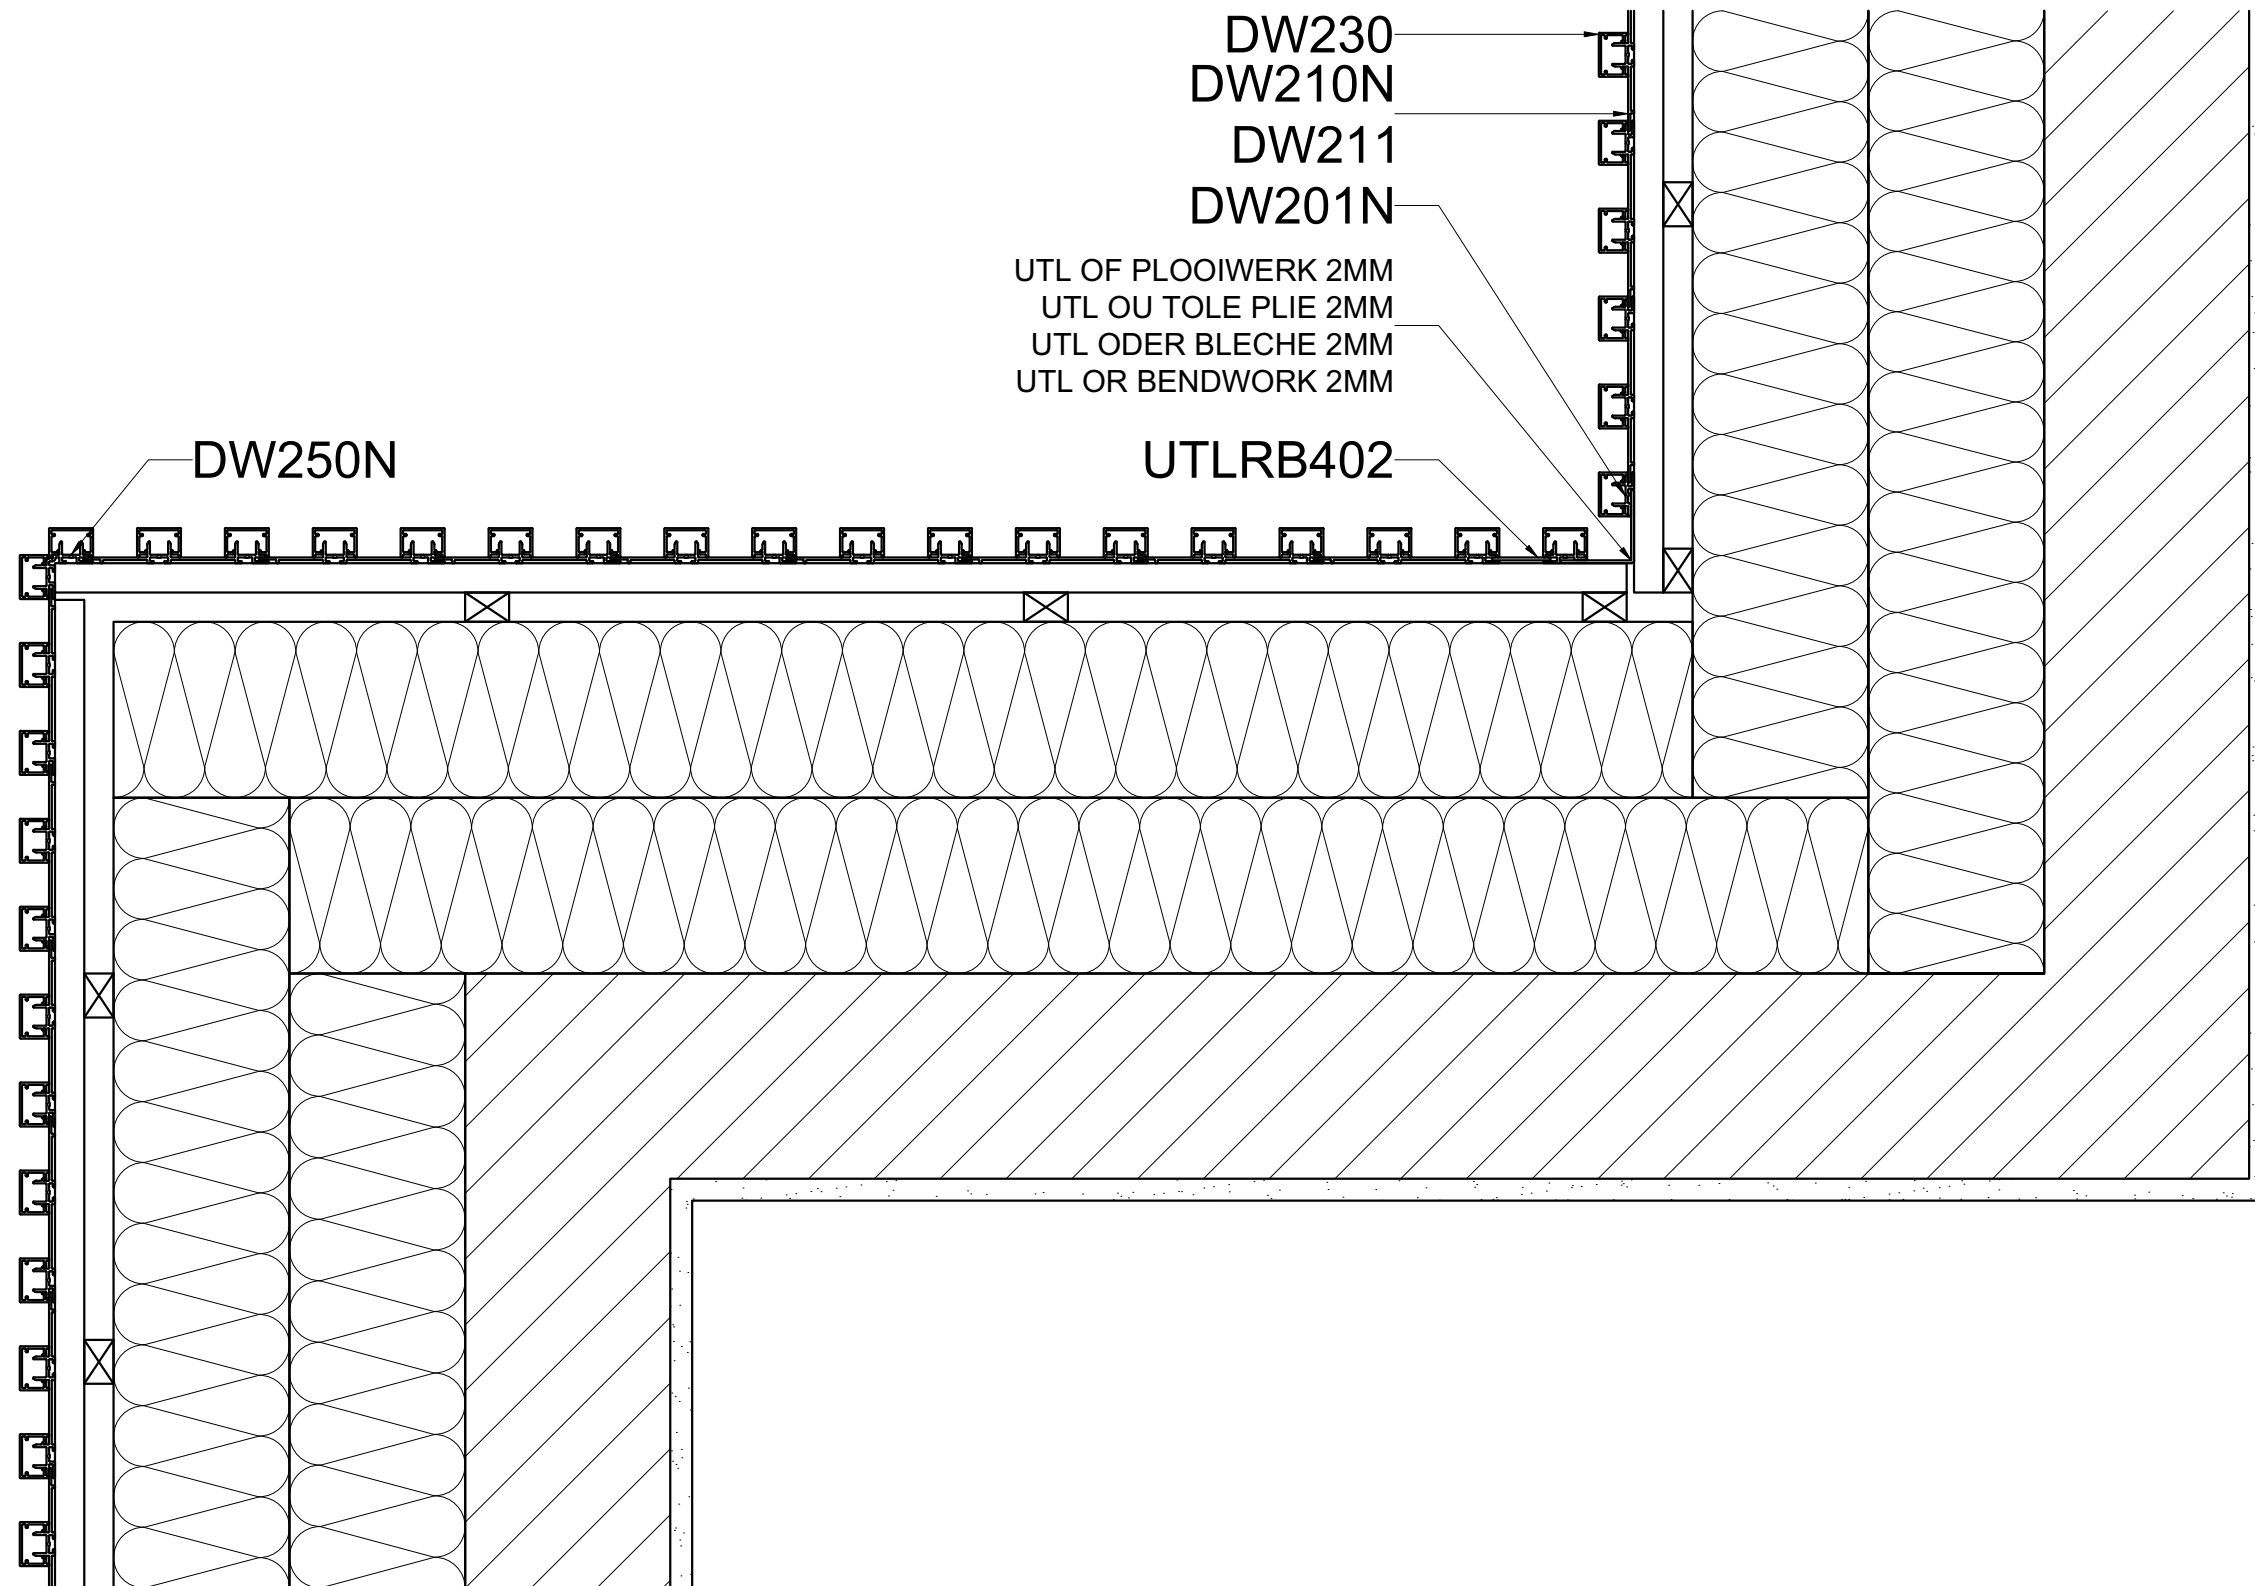 DW230
DW210N
DW211
DW201N
UTL OF PLOOIWERK 2MM
UTL OU TOLE PLIE 2MM
UTL ODER BLECHE 2MM
UTL OR BENDWORK 2MM
DW250N
UTLRB402